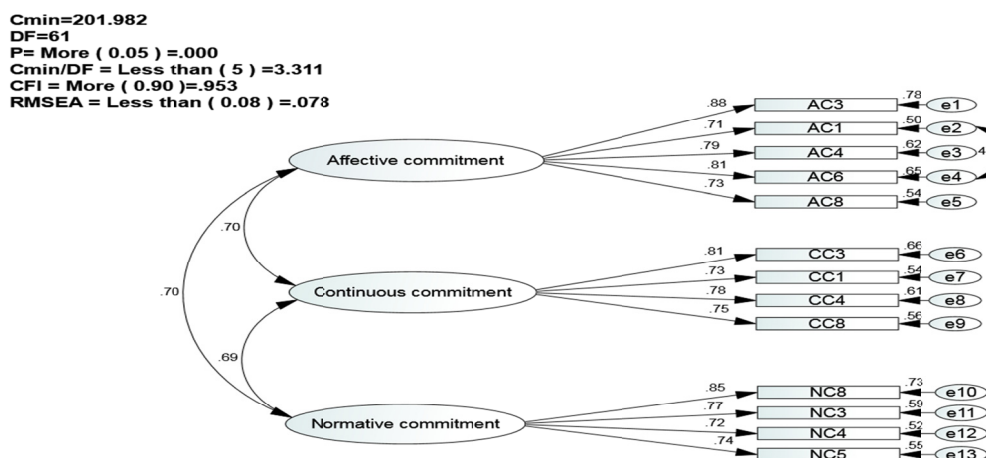 Cmin=201.982
DF=61
P= More ( 0.05 ) =.000
Cmin/DF = Less than ( 5 ) =3.311
CFI = More ( 0.90 )=.953
RMSEA = Less than ( 0.08 ) =.078
.88 AC3 .78 e1
.71 AC1 .50 e2
Affective commitment .79 AC4 .62 e3
.81 AC6 .65 e4
.73 AC8 .54 e5
.70
.81 CC3 .66 e6
.73 CC1 .54 e7
.70 Continuous commitment .78 CC4 .61 e8
.75 CC8 .56 e9
.69
.85 NC8 .73 e10
.77 NC3 .59 e11
Normative commitment .72 NC4 .52 e12
.74 NC5 .55 e13